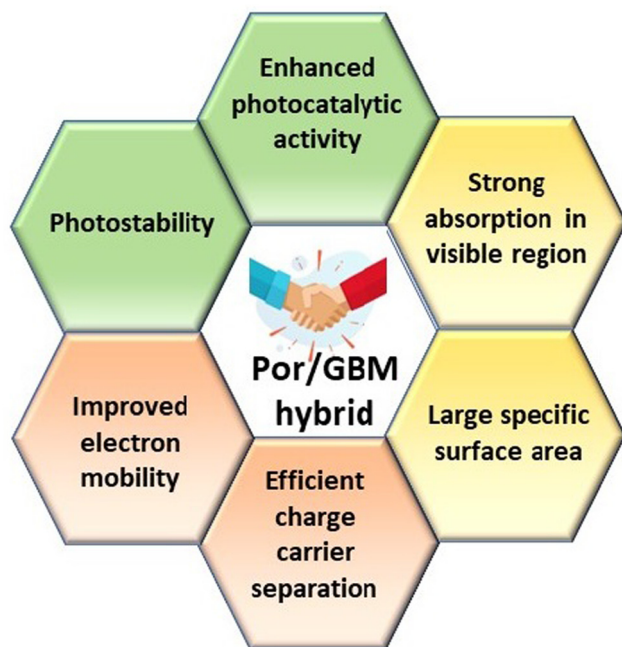 Enhanced
photocatalytic
activity
Strong
absorption in
visible region
Photostability
Por/GBM
hybrid
Improved
electron
mobility
Large specific
surface area
Efficient
charge
carrier
separation